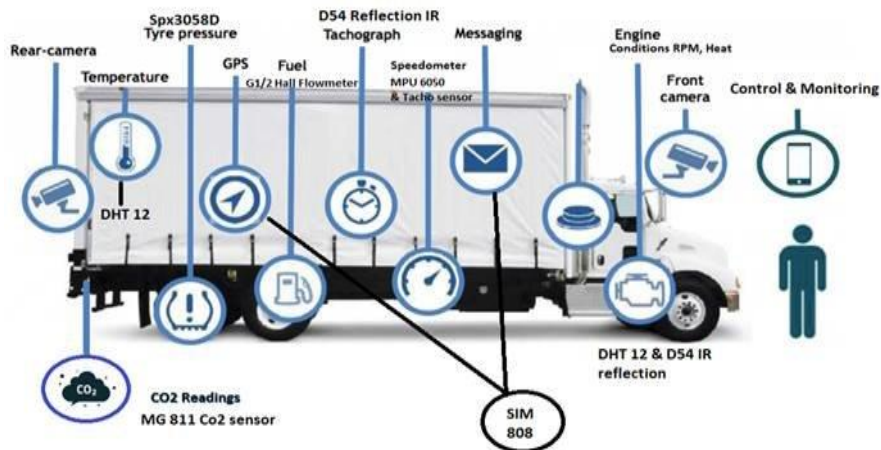 Rear-camera
Temperature
DHT 12
Spx3058D
Tyre pressure
GPS
Fuel
G1/2 Hall Flowmeter
D54 Reflection IR
Tachograph
Speedometer
MPU 6050
& Tacho sensor
Messaging
Engine
Conditions RPM, Heat
Front
camera
Control & Monitoring
CO2
CO2 Readings
MG 811 Co2 sensor
DHT 12 & D54 IR
reflection
SIM
808